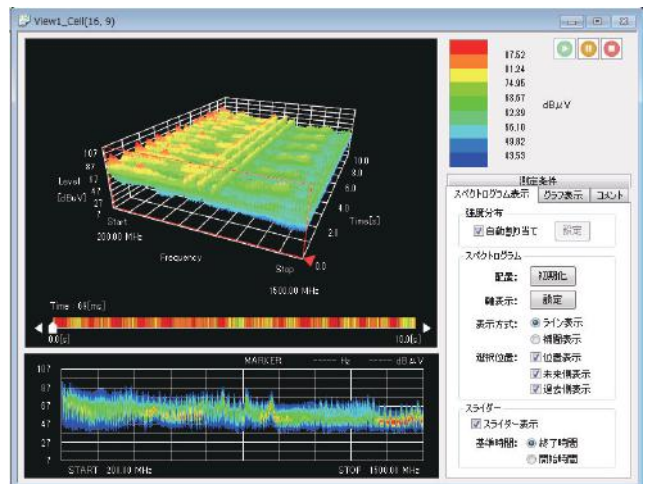 View1_Cell(16, 9)
87.52
81.24
74.95
68.67
62.39
56.10
49.82
43.53
dBμV
107
87
67
47
27
7
Level
[dBuV]
Start
200.00 MHz
Frequency
Stop
1500.00 MHz
0.0
2.0
4.0
6.0
8.0
10.0
Time[s]
Time : 69[ms]
0.0[s]
10.0[s]
測定条件
スペクトログラム表示
グラフ表示
コメント
強度分布
自動割り当て
設定
スペクトログラム
配置:
初期化
軸表示:
設定
表示方式:
ライン表示
補間表示
選択位置:
位置表示
未来側表示
過去側表示
スライダー
スライダー表示
基準時間:
終了時間
開始時間
MARKER ----- Hz ----- dBμV
107
87
67
47
27
7
START 200.00 MHz
STOP 1500.00 MHz